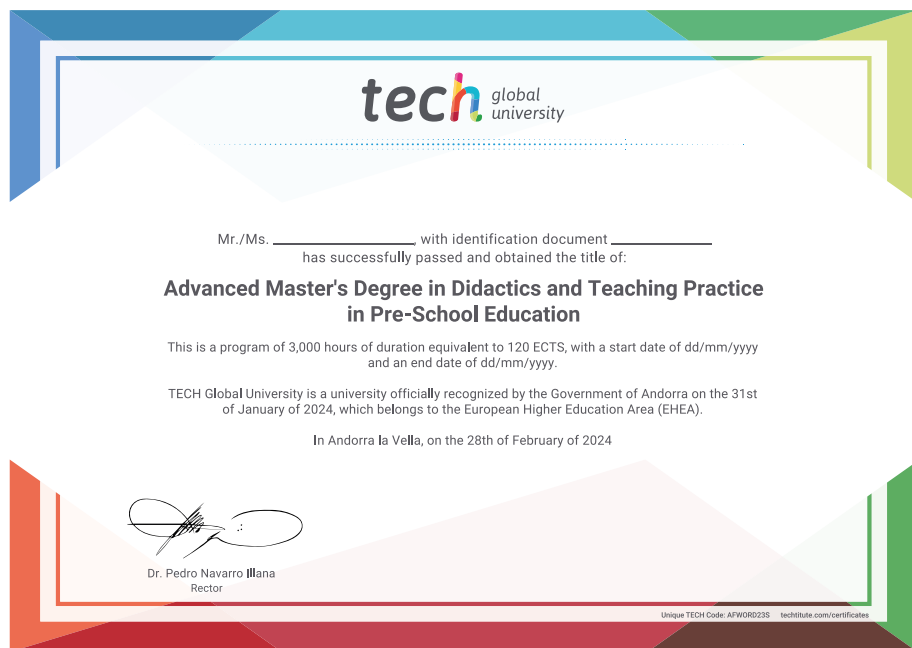 tech global
university
Mr./Ms. ____________, with identification document ____________
has successfully passed and obtained the title of:
Advanced Master's Degree in Didactics and Teaching Practice
in Pre-School Education
This is a program of 3,000 hours of duration equivalent to 120 ECTS, with a start date of dd/mm/yyyy
and an end date of dd/mm/yyyy.
TECH Global University is a university officially recognized by the Government of Andorra on the 31st
of January of 2024, which belongs to the European Higher Education Area (EHEA).
In Andorra la Vella, on the 28th of February of 2024
Dr. Pedro Navarro Illana
Rector
Unique TECH Code: AFWORD23S techtitute.com/certificates